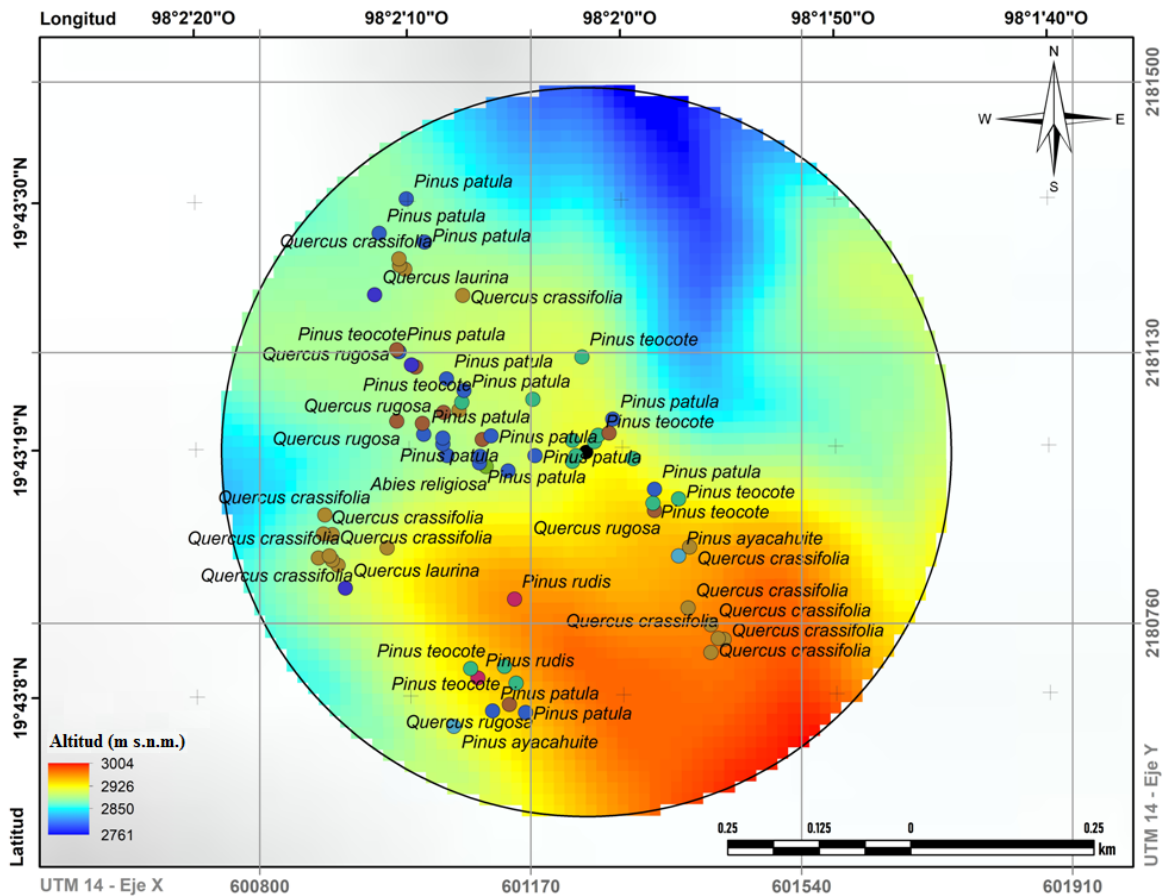 Longitud 98°2'20"O 98°2'10"O 98°2'0"O 98°1'50"O 98°1'40"O
N
W E
S
2181500
19°43'30"N
Pinus patula
Pinus patula
Quercus crassifolia Pinus patula
Quercus laurina
Quercus crassifolia
Pinus teocote Pinus patula
Pinus teocote
Quercus rugosa
2181130
Pinus patula
Pinus teocote Pinus patula
Quercus rugosa
Pinus patula
Pinus patula
Pinus teocote
19°43'19"N
Quercus rugosa
Pinus patula
Pinus patula
Pinus patula
Abies religiosa
Pinus patula
Pinus patula
Pinus teocote
Quercus crassifolia
Quercus crassifolia
Pinus teocote
Quercus rugosa
Quercus crassifolia
Quercus crassifolia
Pinus ayacahuite
Quercus crassifolia
Quercus crassifolia
Quercus laurina
Pinus rudis
Quercus crassifolia
Quercus crassifolia
Quercus crassifolia
Quercus crassifolia
Quercus crassifolia
2180760
Pinus teocote
Pinus rudis
Pinus teocote
Pinus patula
19°43'8"N
Quercus rugosa
Pinus patula
Pinus ayacahuite
Altitud (m s.n.m.)
3004
2926
2850
2761
0.25 0.125 0 0.25
km
Latitud
UTM 14 - Eje Y
UTM 14 - Eje X 600800 601170 601540 601910